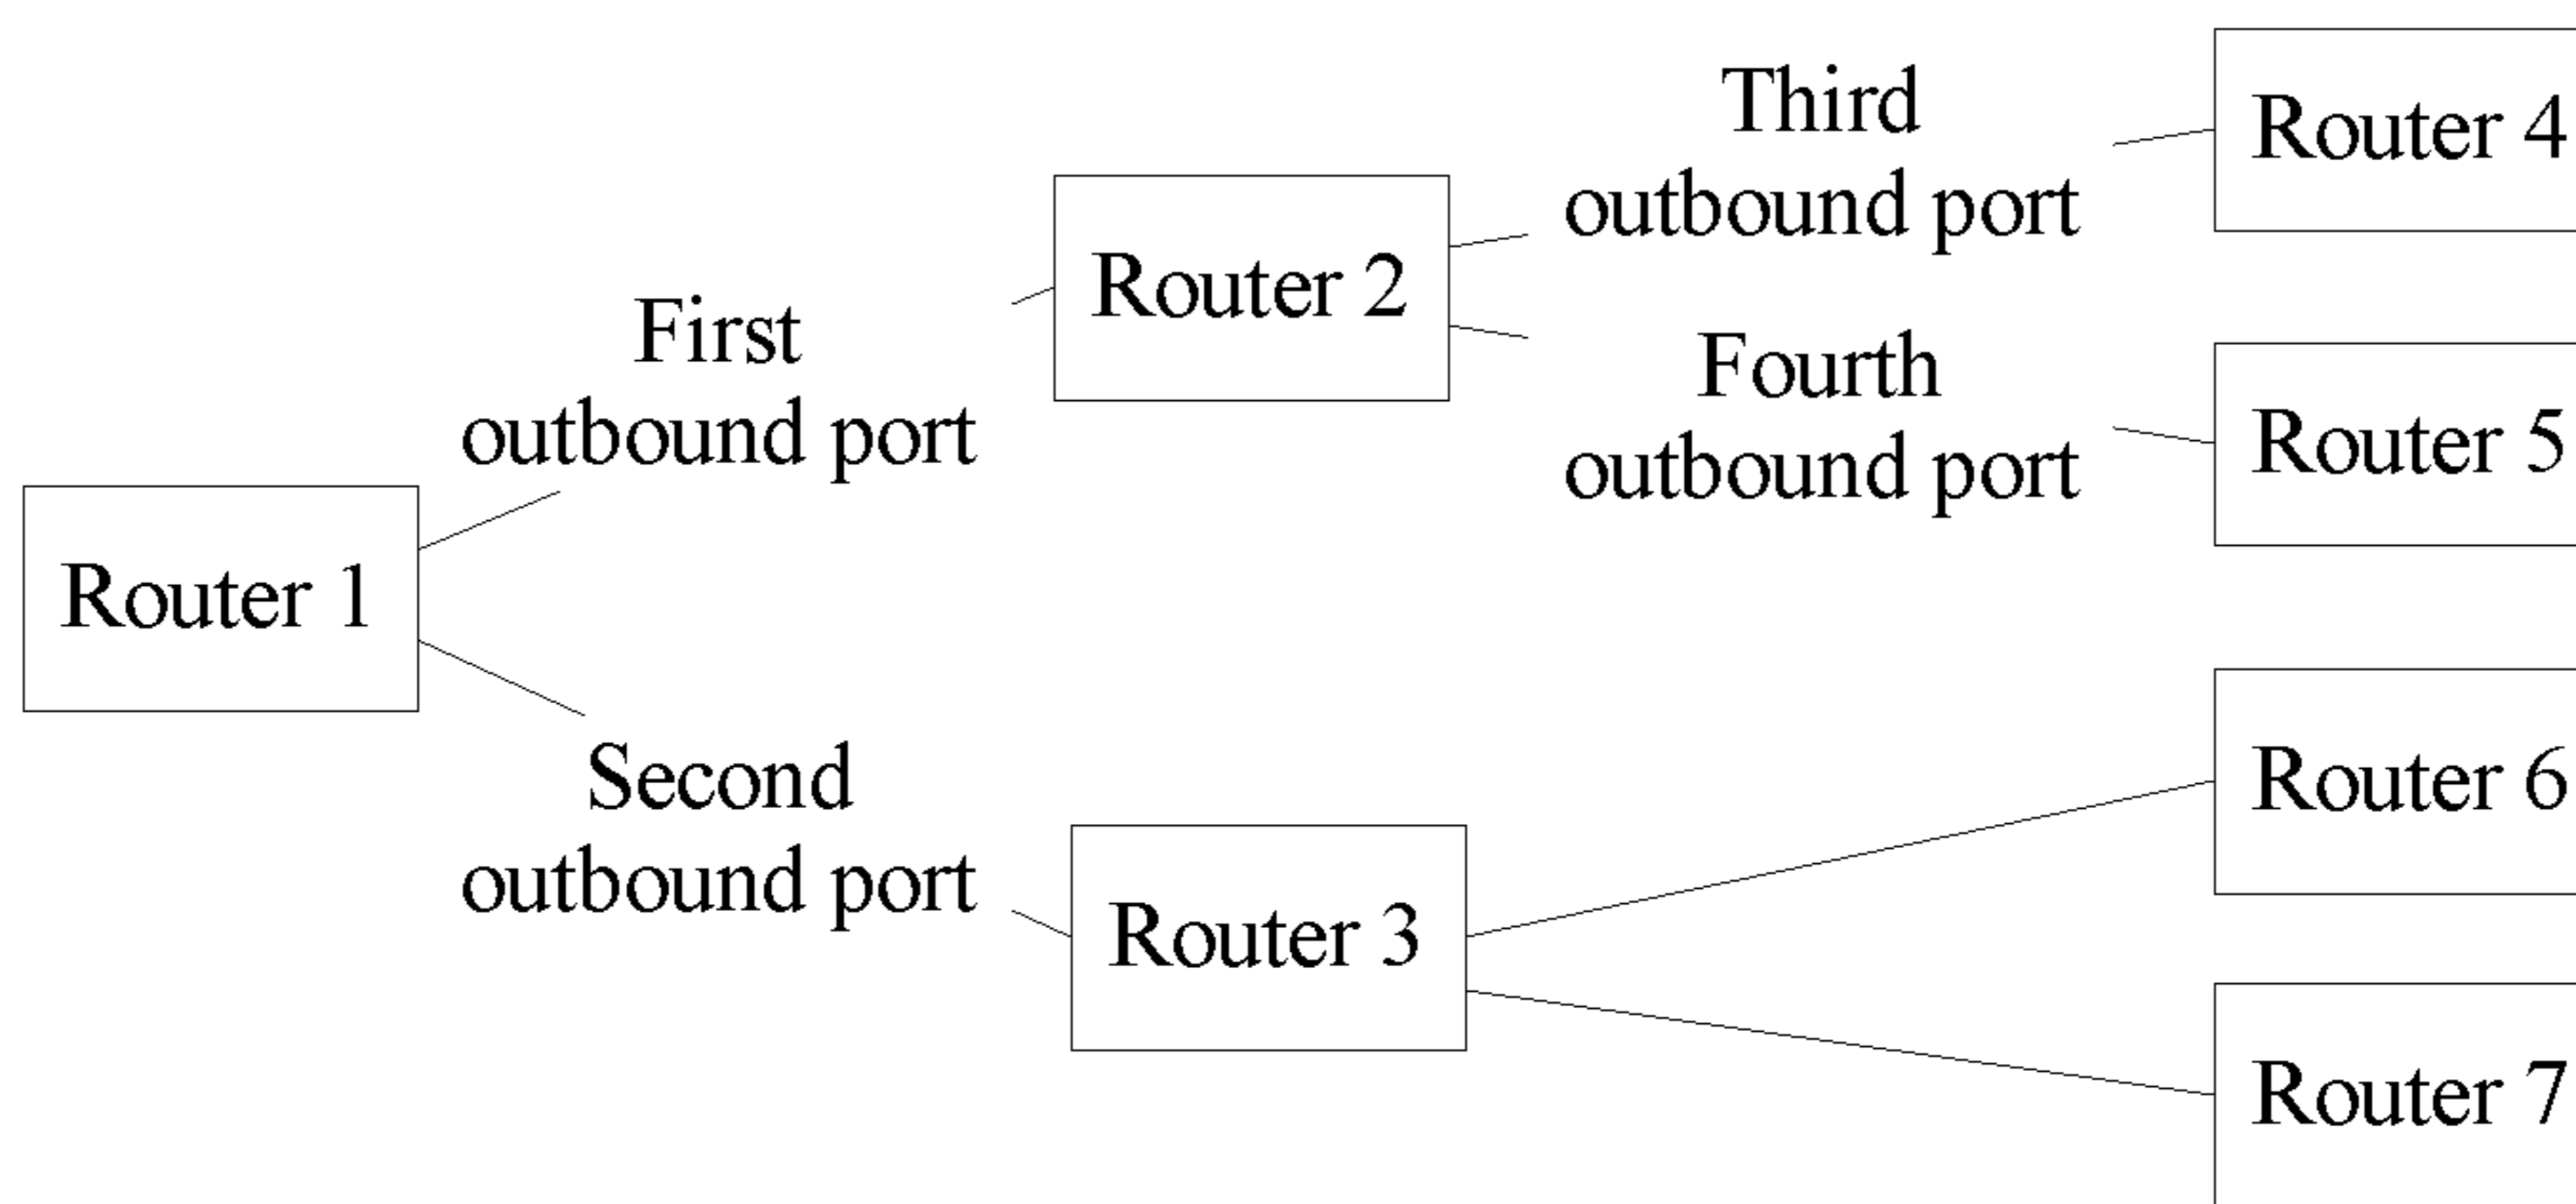 Router 1
First
outbound port
Second
outbound port
Router 2
Router 3
Third
outbound port
Fourth
outbound port
Router 4
Router 5
Router 6
Router 7